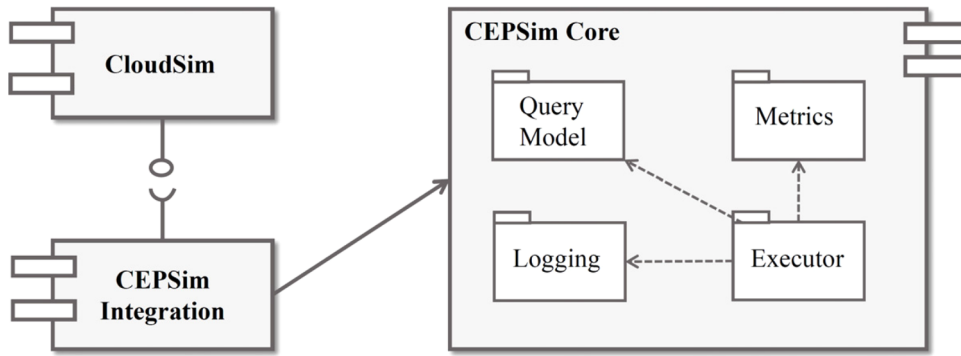 CloudSim
CEPSim
Integration
CEPSim Core
Query
Model
Metrics
Logging
Executor